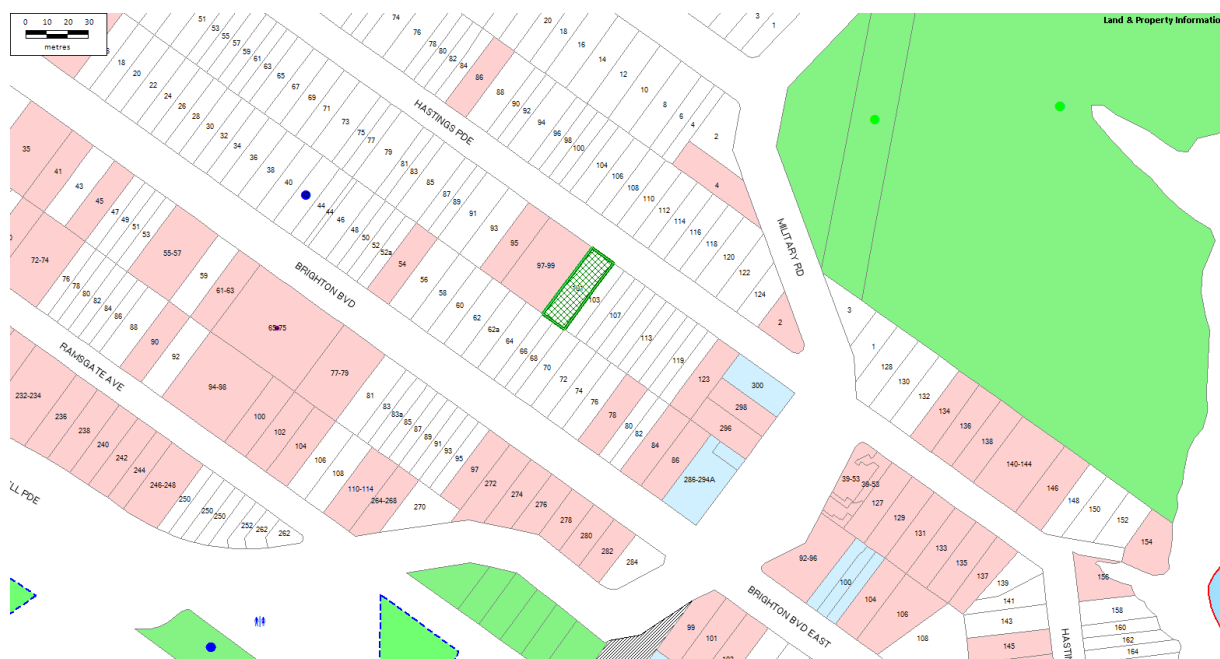 0 10 20 30
metres
Land & Property Informatio
HASTINGS PDE
MILITARY RD
BRIGHTON BVD
RAMSGATE AVE
LL PDE
BRIGHTON BVD EAST
HASTIN
51 53 55 57 59 61 63 65 67 69 71 73 75 77 79 81 83 85 87 89 91 93 95 97-99 103 107 113 119 123
74 76 78 80 82 84 86 88 90 92 94 96 98 100 104 106 108 110 112 114 116 118 120 122 124 2
20 18 16 14 12 10 8 6 4 2
4
3 1
18 20 22 24 26 28 30 32 34 36 38 40 44 44 46 48 50 52 52a 54 56 58 60 62 62a 64 66 68 70 72 74 76 78 80 82 84 86
300
298
296
286-294A
35 41 43 45 47 49 51 53 55-57 59 61-63 65-75 77-79 81 83 83a 85 87 89 91 93 95 97
72-74 76 78 80 82 84 86 88 90 92 94-98 100 102 104 106 108 110-114 264-268 270
272 274 276 278 280 282 284
232-234 236 238 240 242 244 246-248 250 250 250 252 262 262
3 1 128 130 132 134 136 138 140-144 146 148 150 152 154
39-53 39-53 127 129 131 133 135 137 139
141
143
145
92-96 100 104 106 108
156
158
160
162
164
99 101